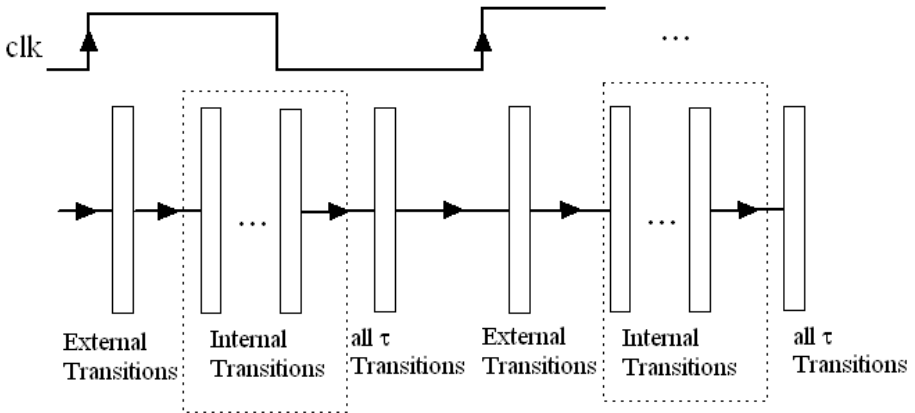 clk
...
...
...
External
Transitions
Internal
Transitions
all τ
Transitions
External
Transitions
Internal
Transitions
all τ
Transitions